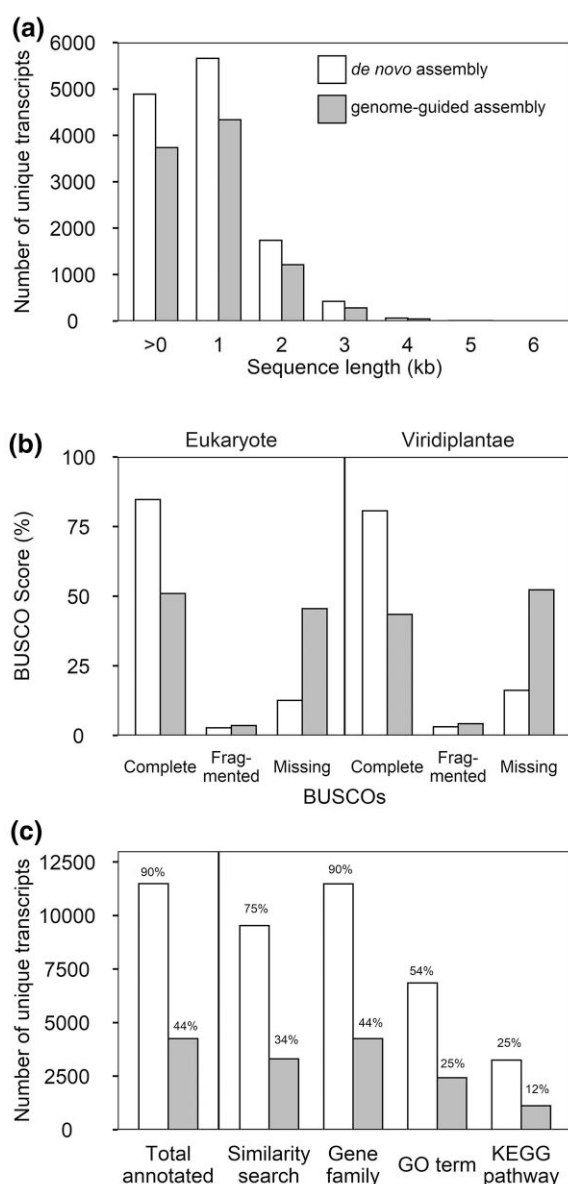 (a)
Number of unique transcripts
6000
5000
4000
3000
2000
1000
0
de novo assembly
genome-guided assembly
>0 1 2 3 4 5 6
Sequence length (kb)
(b)
Eukaryote Viridiplantae
BUSCO Score (%)
100
75
50
25
0
Complete Frag- Missing Complete Frag- Missing
mented mented
BUSCOs
(c)
Number of unique transcripts
12500
10000
7500
5000
2500
0
90% 44% 75% 34% 90% 44% 54% 25% 25% 12%
Total Similarity Gene GO term KEGG
annotated search family pathway